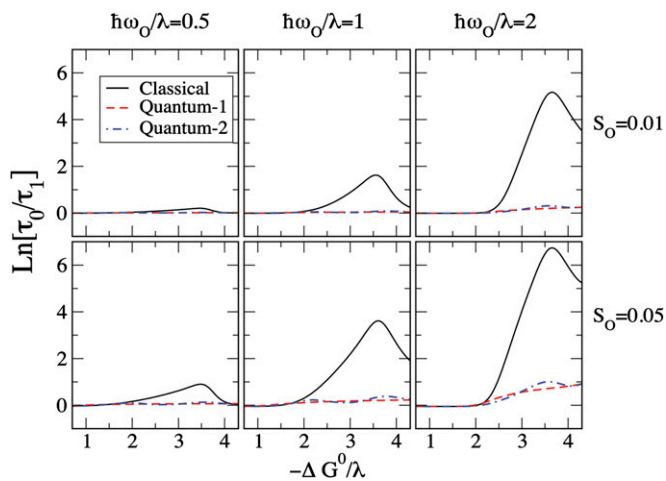 ħω_O/λ=0.5 ħω_O/λ=1 ħω_O/λ=2
6
4
2
0
Classical
Quantum-1
Quantum-2
S_O=0.01
Ln[τ_0/τ_1]
6
4
2
0
S_O=0.05
1 2 3 4 1 2 3 4 1 2 3 4
-Δ G^0/λ